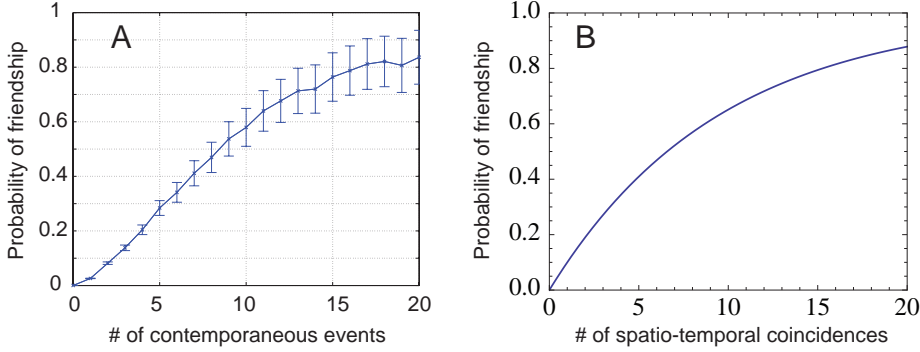 A
Probability of friendship
1
0.8
0.6
0.4
0.2
0
0 5 10 15 20
# of contemporaneous events
B
Probability of friendship
1.0
0.8
0.6
0.4
0.2
0.0
0 5 10 15 20
# of spatio-temporal coincidences